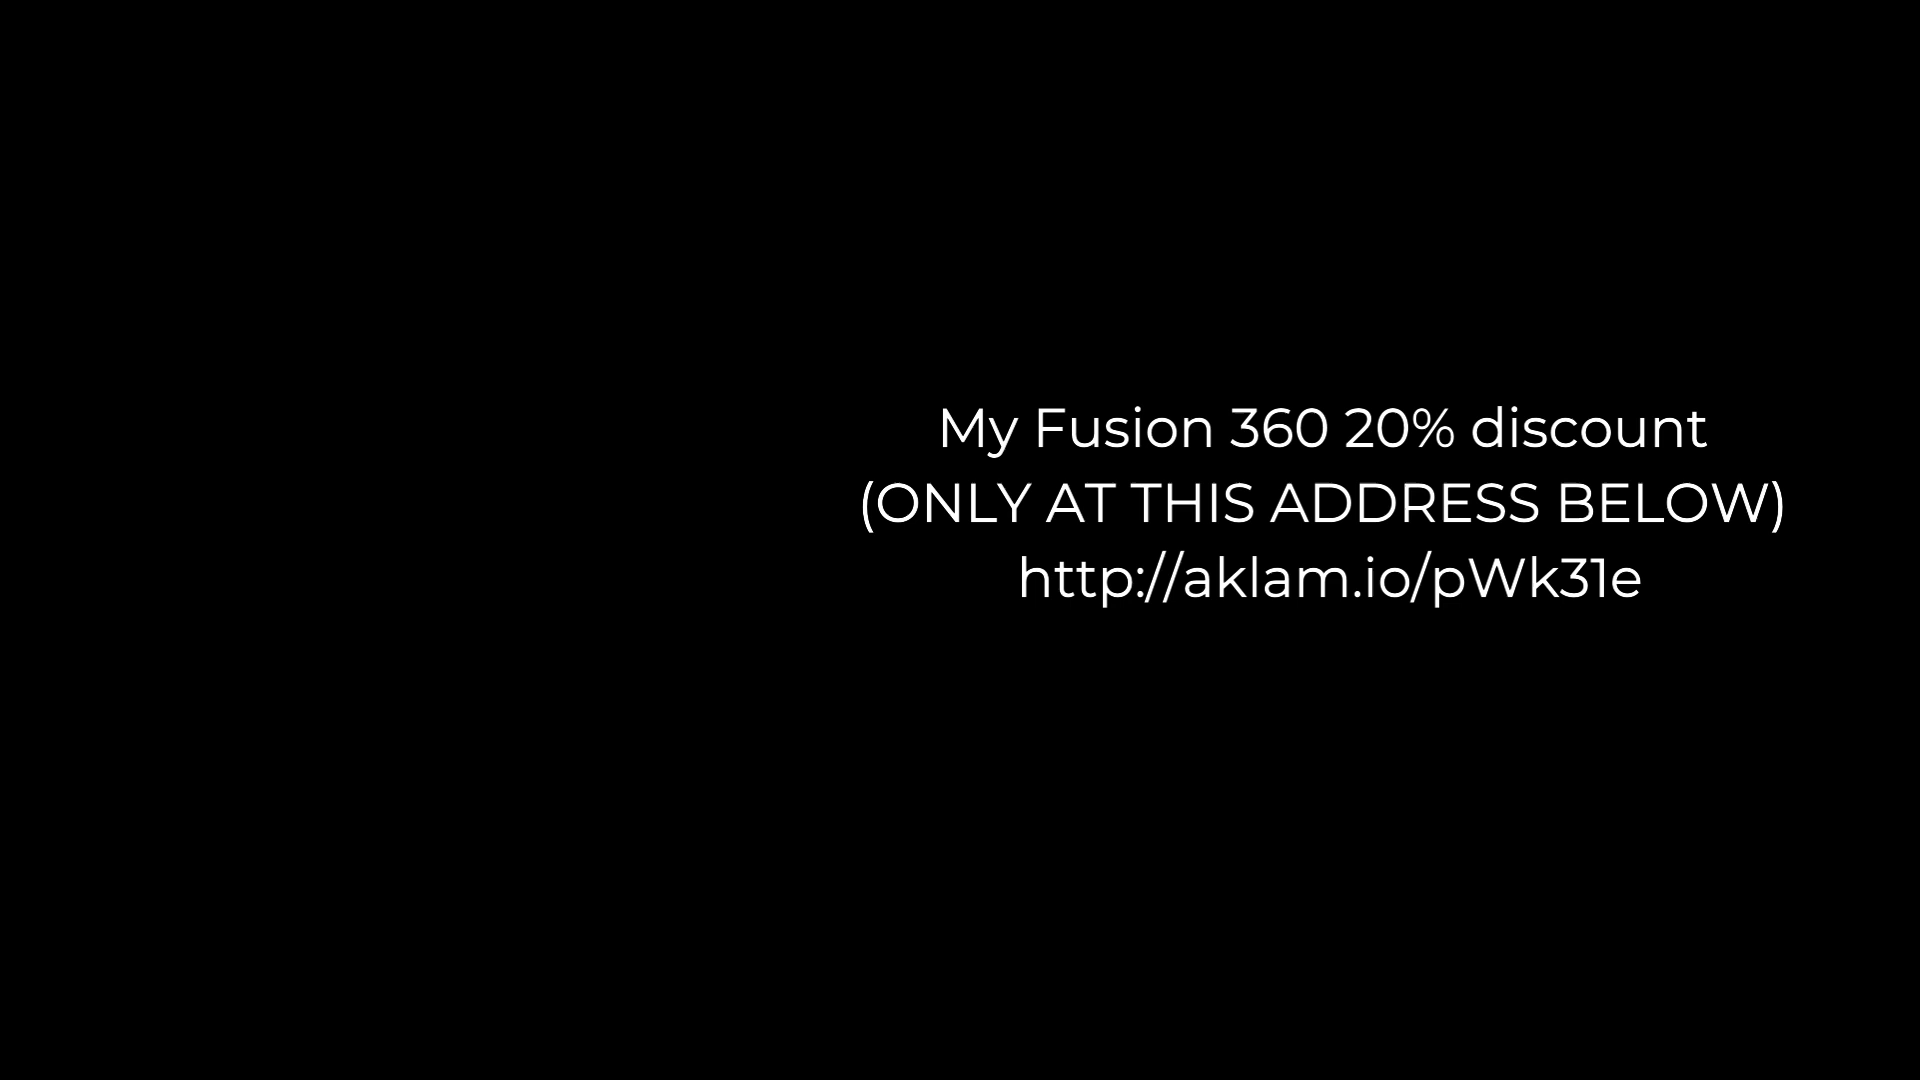 My Fusion 360 20% discount
(ONLY AT THIS ADDRESS BELOW)
http://aklam.io/pWk31e